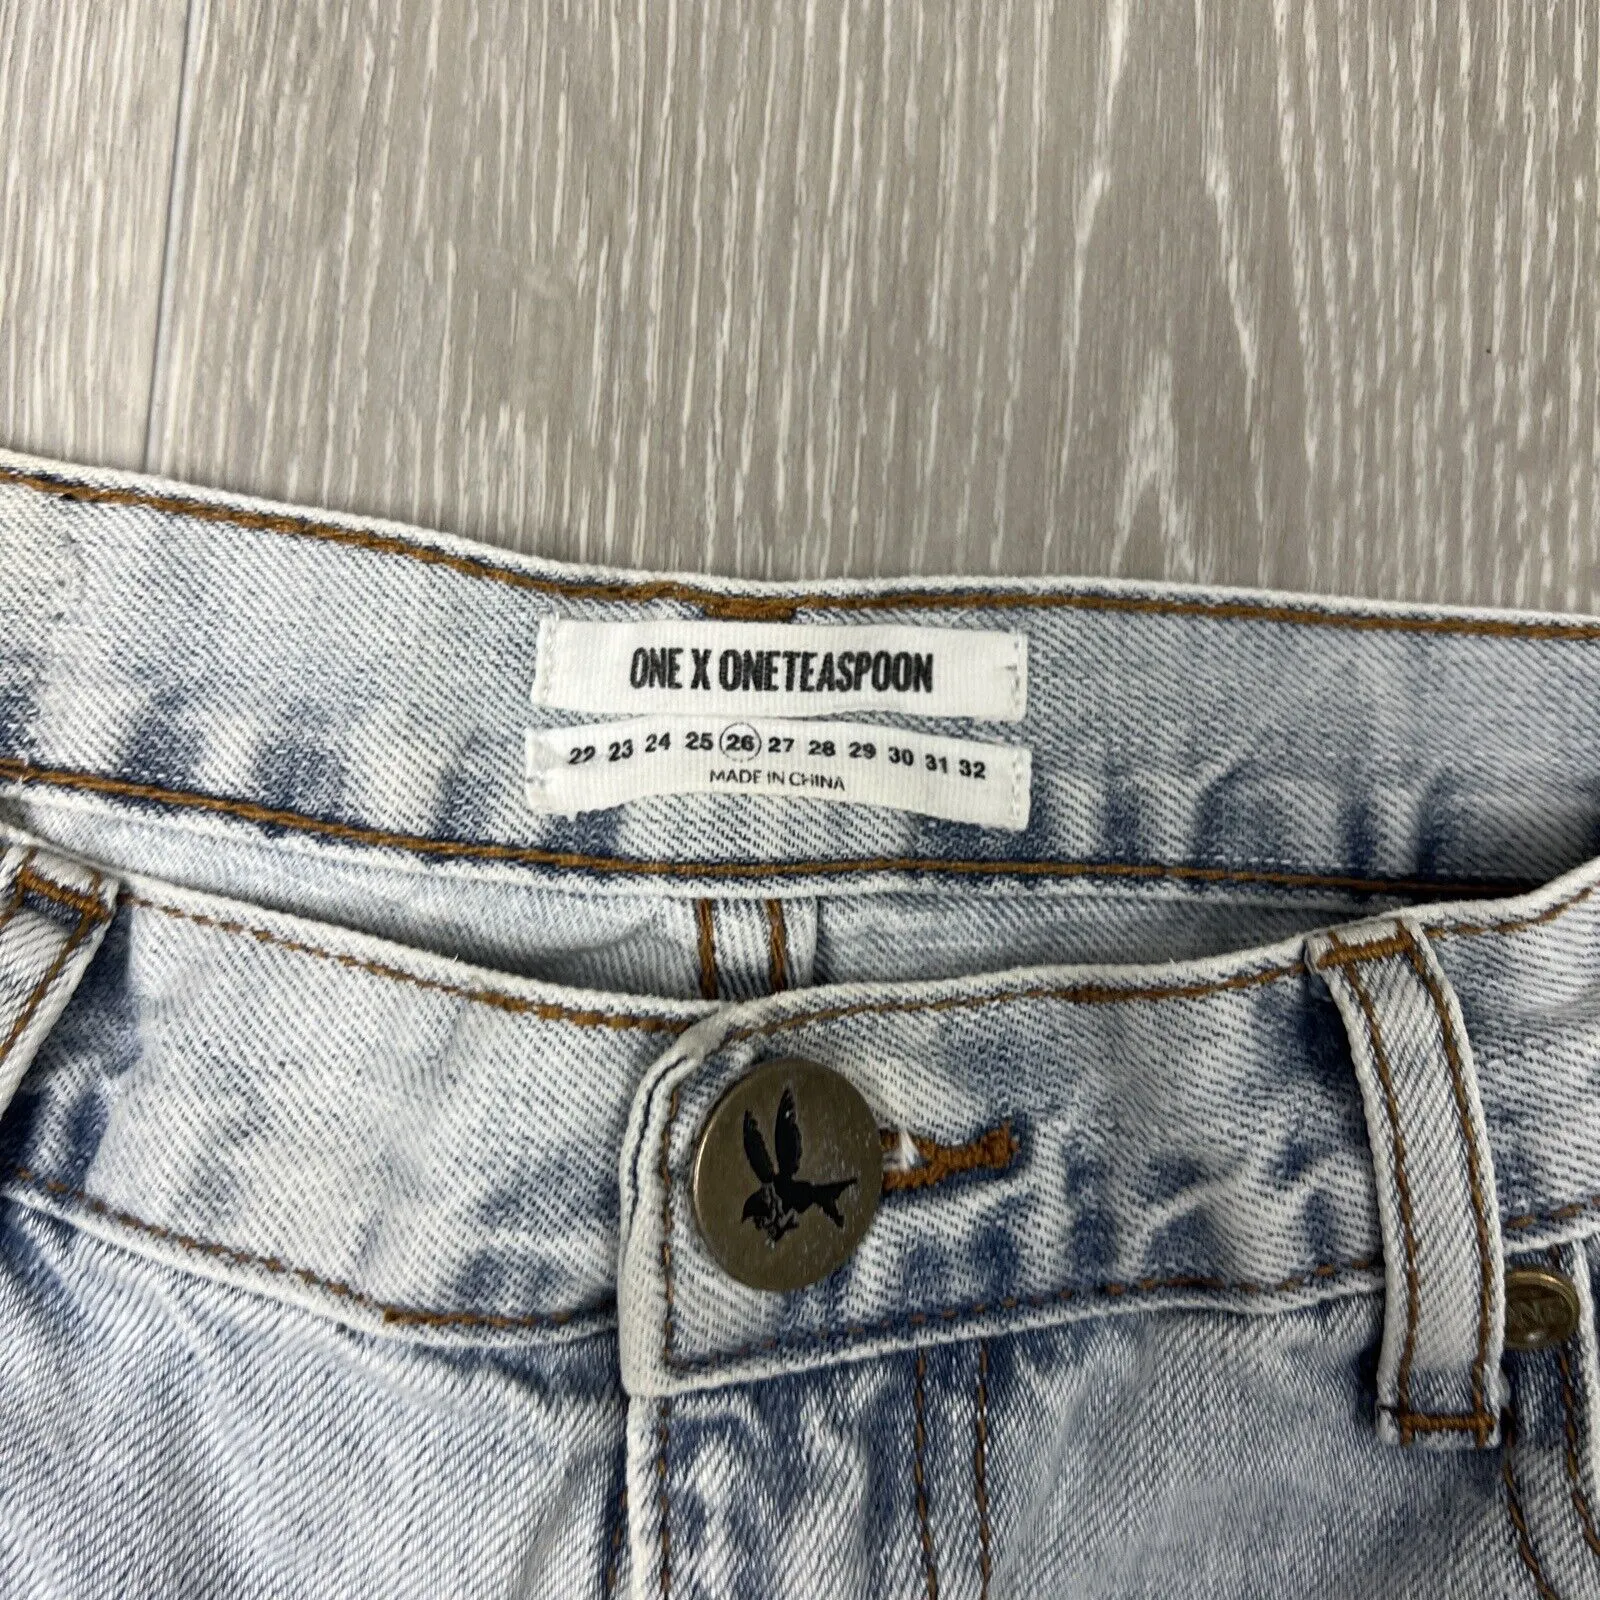 ONE X ONETEASPOON
22 23 24 25 26 27 28 29 30 31 32
MADE IN CHINA